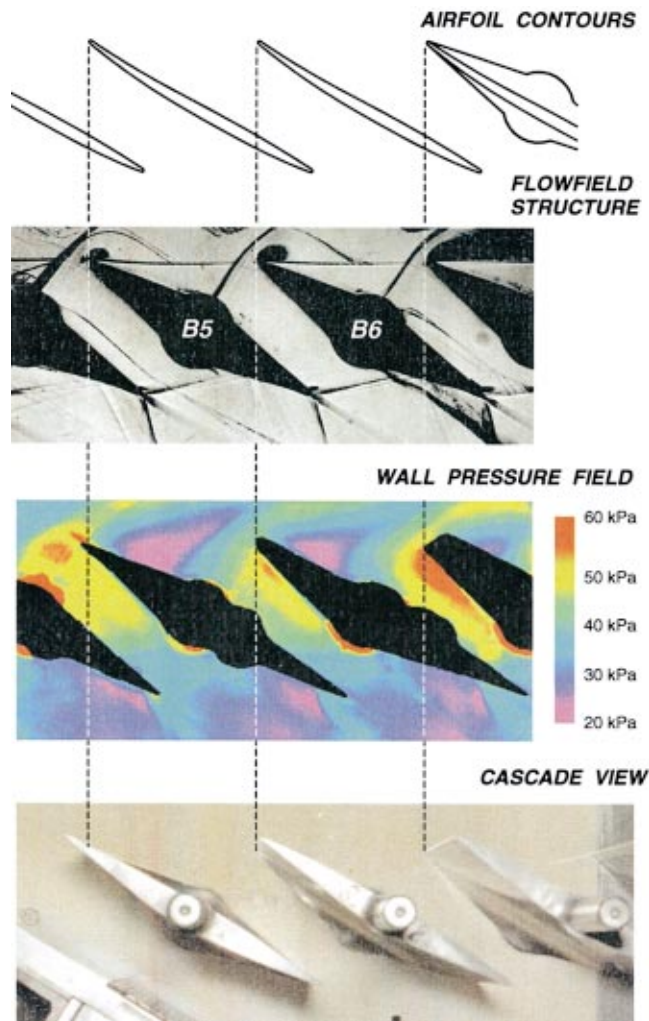 AIRFOIL CONTOURS
FLOWFIELD
STRUCTURE
B5
B6
WALL PRESSURE FIELD
60 kPa
50 kPa
40 kPa
30 kPa
20 kPa
CASCADE VIEW